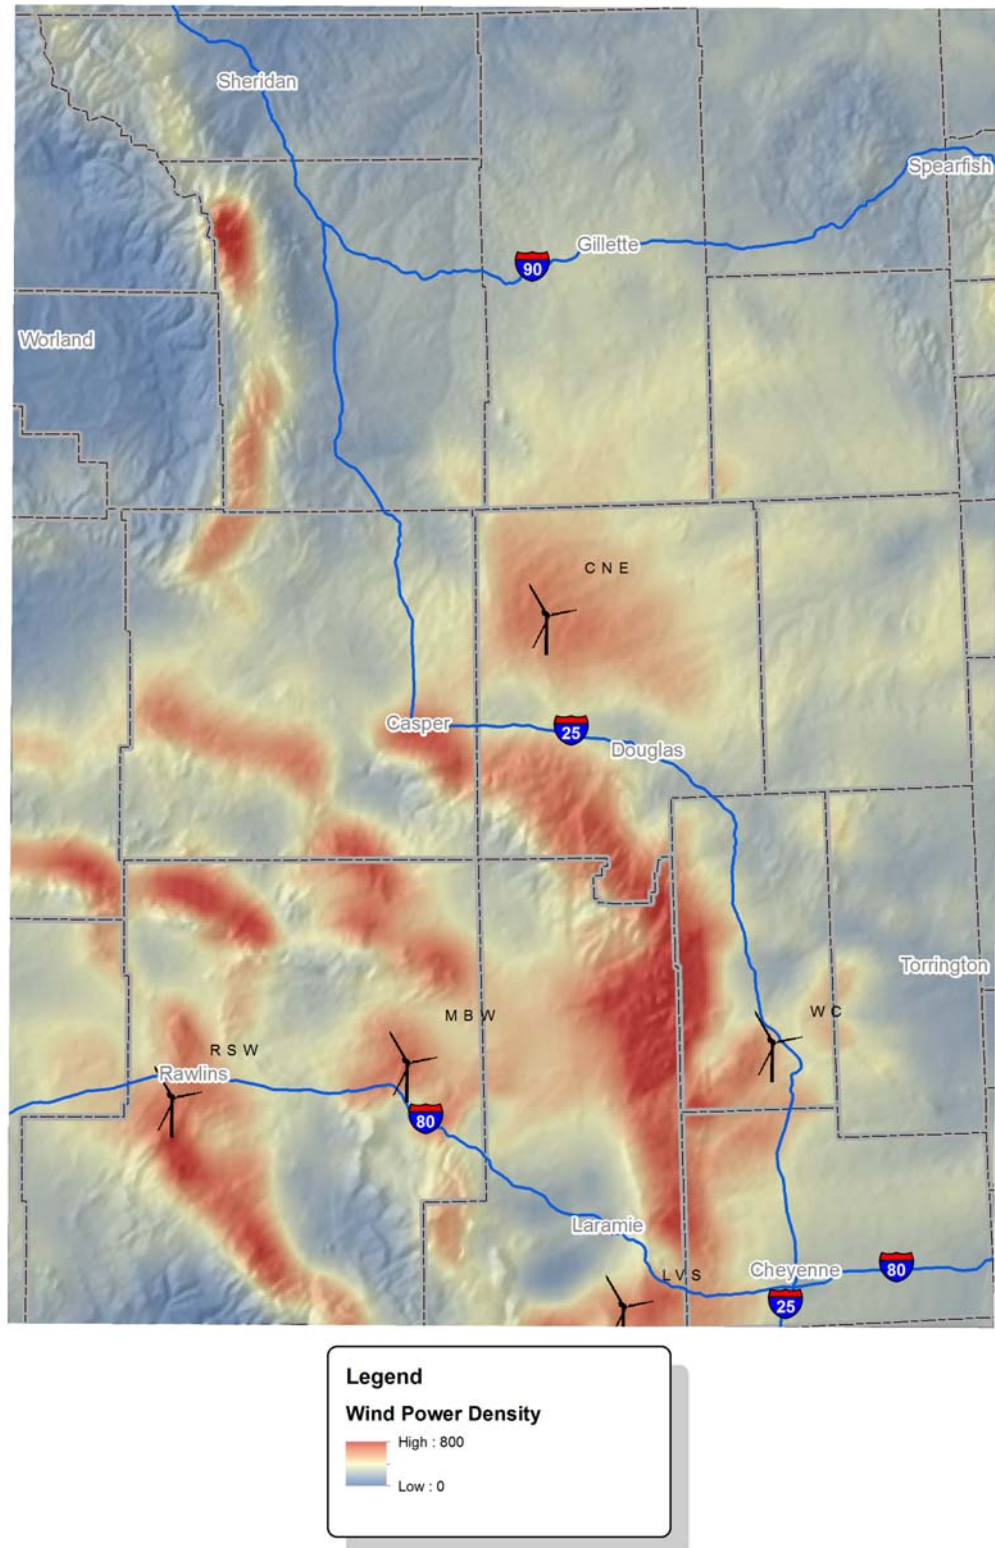 Sheridan
Spearfish
Gillette
90
Worland
C N E
Casper
25
Douglas
Torrington
M B W
W C
R S W
Rawlins
80
Laramie
L V S
Cheyenne
80
25
Legend
Wind Power Density
High : 800
Low : 0